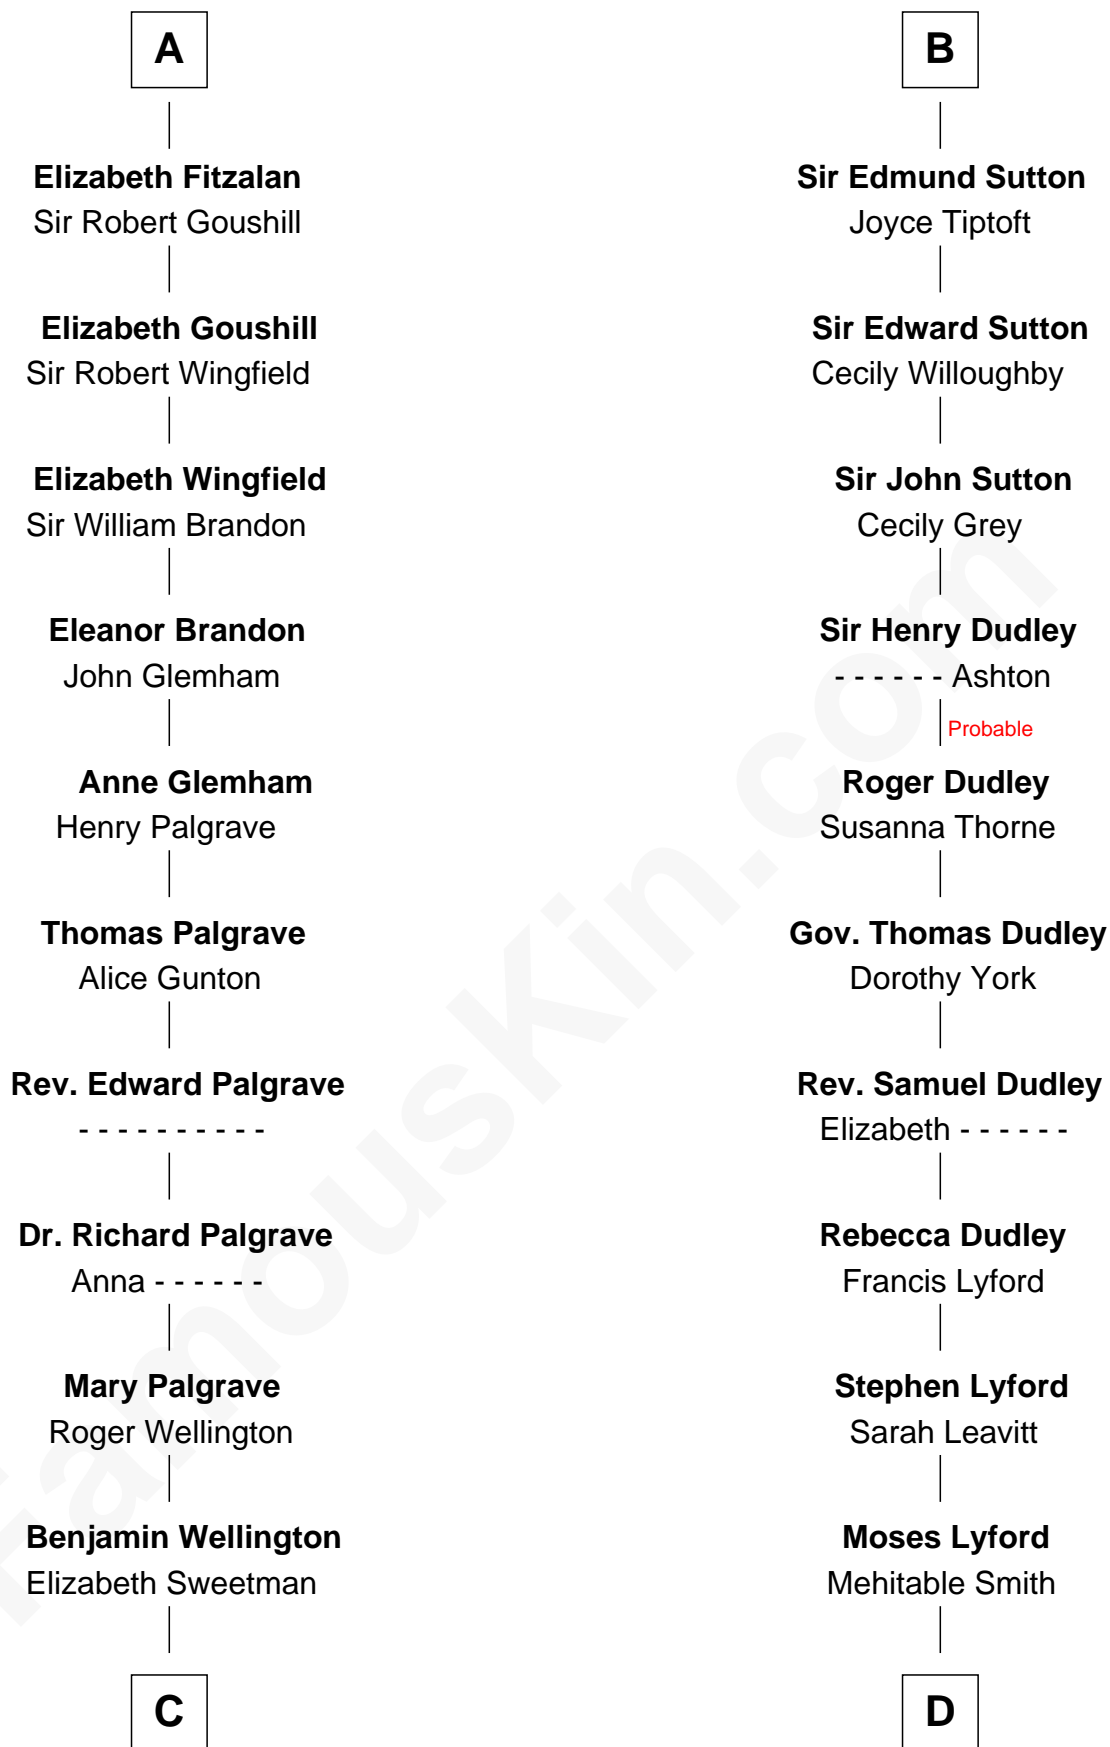 A
Elizabeth Fitzalan
Sir Robert Goushill
Elizabeth Goushill
Sir Robert Wingfield
Elizabeth Wingfield
Sir William Brandon
Eleanor Brandon
John Glemham
Anne Glemham
Henry Palgrave
Thomas Palgrave
Alice Gunton
Rev. Edward Palgrave
- - - - - - - - - -
Dr. Richard Palgrave
Anna - - - - - -
Mary Palgrave
Roger Wellington
Benjamin Wellington
Elizabeth Sweetman
C
B
Sir Edmund Sutton
Joyce Tiptoft
Sir Edward Sutton
Cecily Willoughby
Sir John Sutton
Cecily Grey
Sir Henry Dudley
- - - - - - Ashton
Probable
Roger Dudley
Susanna Thorne
Gov. Thomas Dudley
Dorothy York
Rev. Samuel Dudley
Elizabeth - - - - - -
Rebecca Dudley
Francis Lyford
Stephen Lyford
Sarah Leavitt
Moses Lyford
Mehitable Smith
D
FamousKin.com